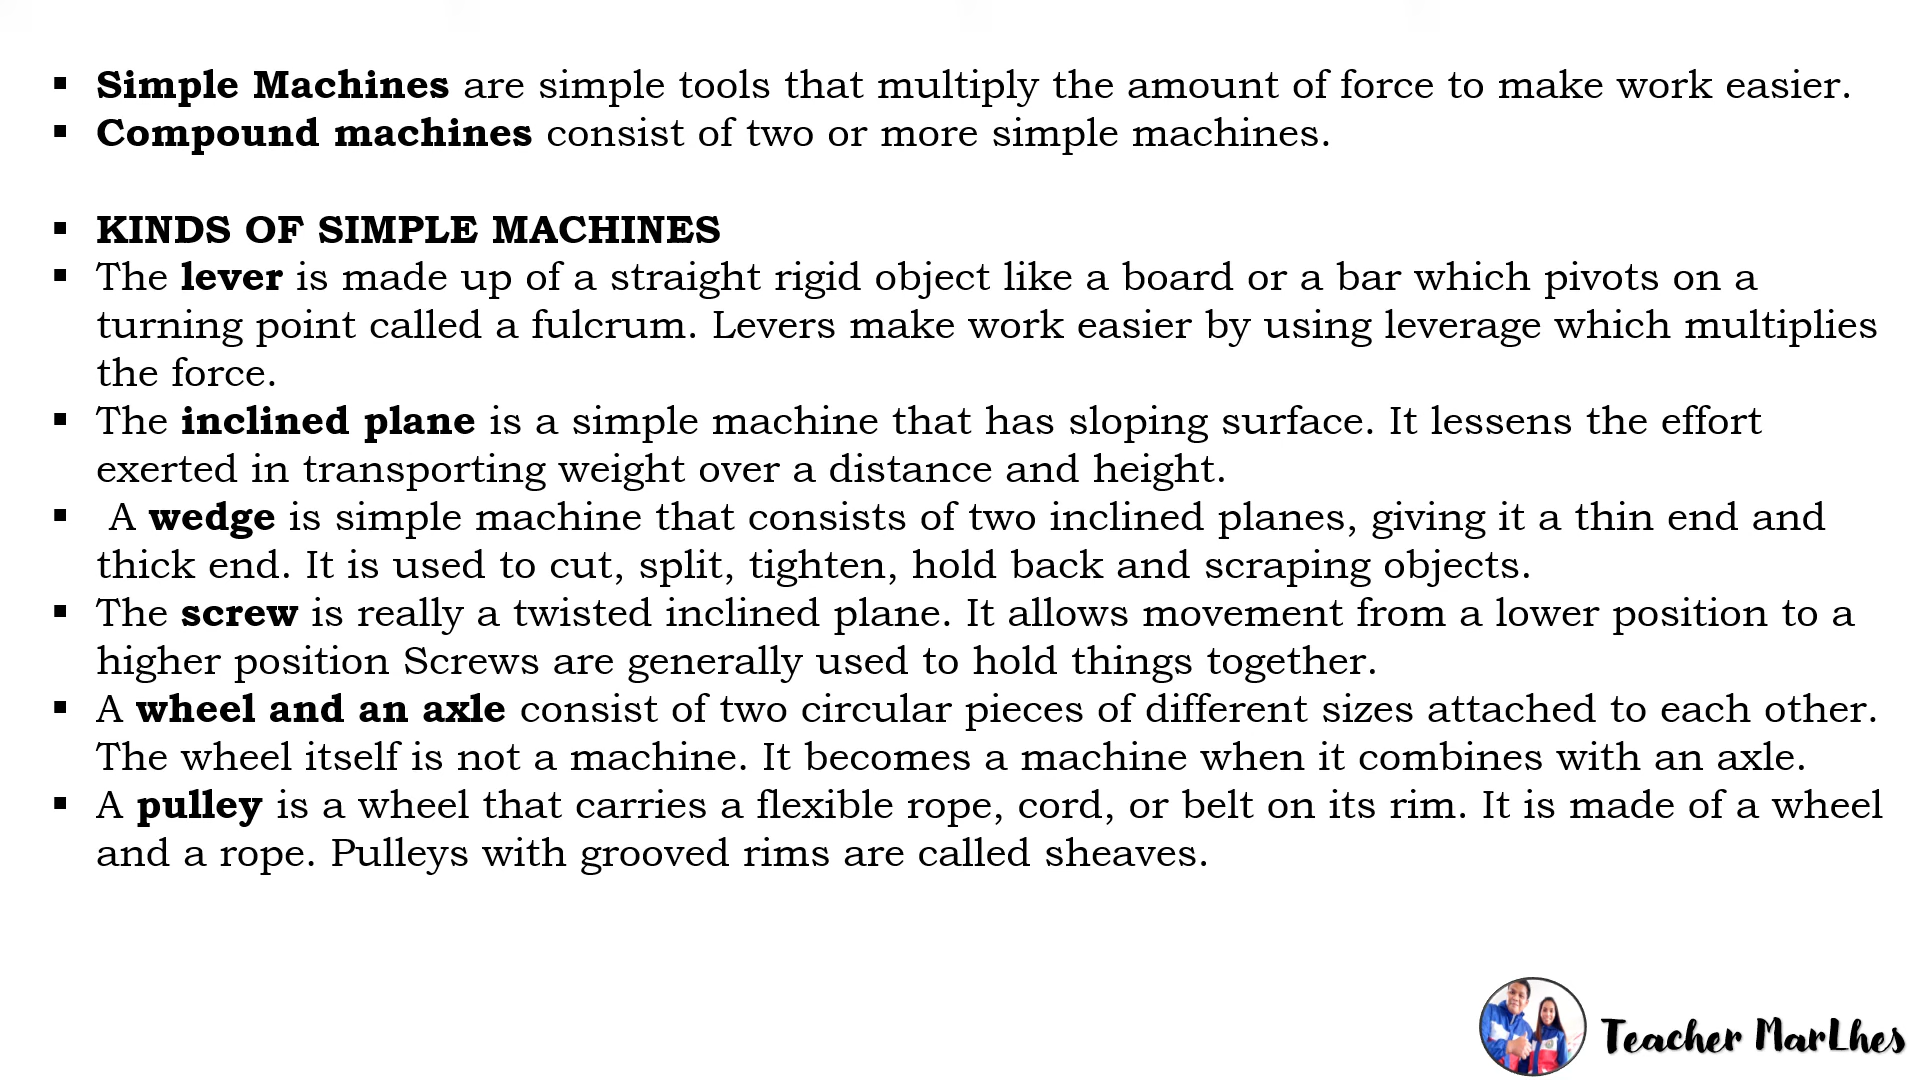 ▪ Simple Machines are simple tools that multiply the amount of force to make work easier.
▪ Compound machines consist of two or more simple machines.
▪ KINDS OF SIMPLE MACHINES
▪ The lever is made up of a straight rigid object like a board or a bar which pivots on a
turning point called a fulcrum. Levers make work easier by using leverage which multiplies
the force.
▪ The inclined plane is a simple machine that has sloping surface. It lessens the effort
exerted in transporting weight over a distance and height.
▪ A wedge is simple machine that consists of two inclined planes, giving it a thin end and
thick end. It is used to cut, split, tighten, hold back and scraping objects.
▪ The screw is really a twisted inclined plane. It allows movement from a lower position to a
higher position Screws are generally used to hold things together.
▪ A wheel and an axle consist of two circular pieces of different sizes attached to each other.
The wheel itself is not a machine. It becomes a machine when it combines with an axle.
▪ A pulley is a wheel that carries a flexible rope, cord, or belt on its rim. It is made of a wheel
and a rope. Pulleys with grooved rims are called sheaves.
Teacher MarLhes